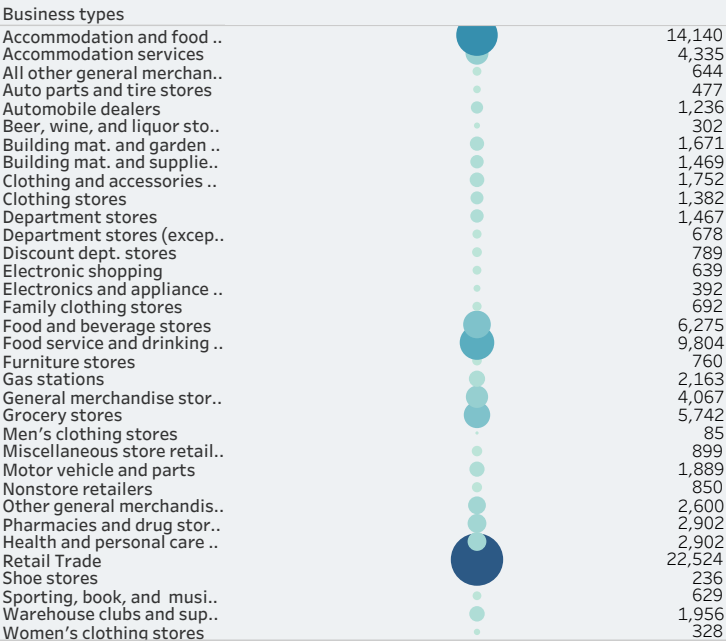 Business types
Accommodation and food .. 14,140
Accommodation services 4,335
All other general merchan.. 644
Auto parts and tire stores 477
Automobile dealers 1,236
Beer, wine, and liquor sto.. 302
Building mat. and garden .. 1,671
Building mat. and supplie.. 1,469
Clothing and accessories .. 1,752
Clothing stores 1,382
Department stores 1,467
Department stores (excep.. 678
Discount dept. stores 789
Electronic shopping 639
Electronics and appliance .. 392
Family clothing stores 692
Food and beverage stores 6,275
Food service and drinking .. 9,804
Furniture stores 760
Gas stations 2,163
General merchandise stor.. 4,067
Grocery stores 5,742
Men's clothing stores 85
Miscellaneous store retail.. 899
Motor vehicle and parts 1,889
Nonstore retailers 850
Other general merchandis.. 2,600
Pharmacies and drug stor.. 2,902
Health and personal care .. 2,902
Retail Trade 22,524
Shoe stores 236
Sporting, book, and musi.. 629
Warehouse clubs and sup.. 1,956
Women's clothing stores 328